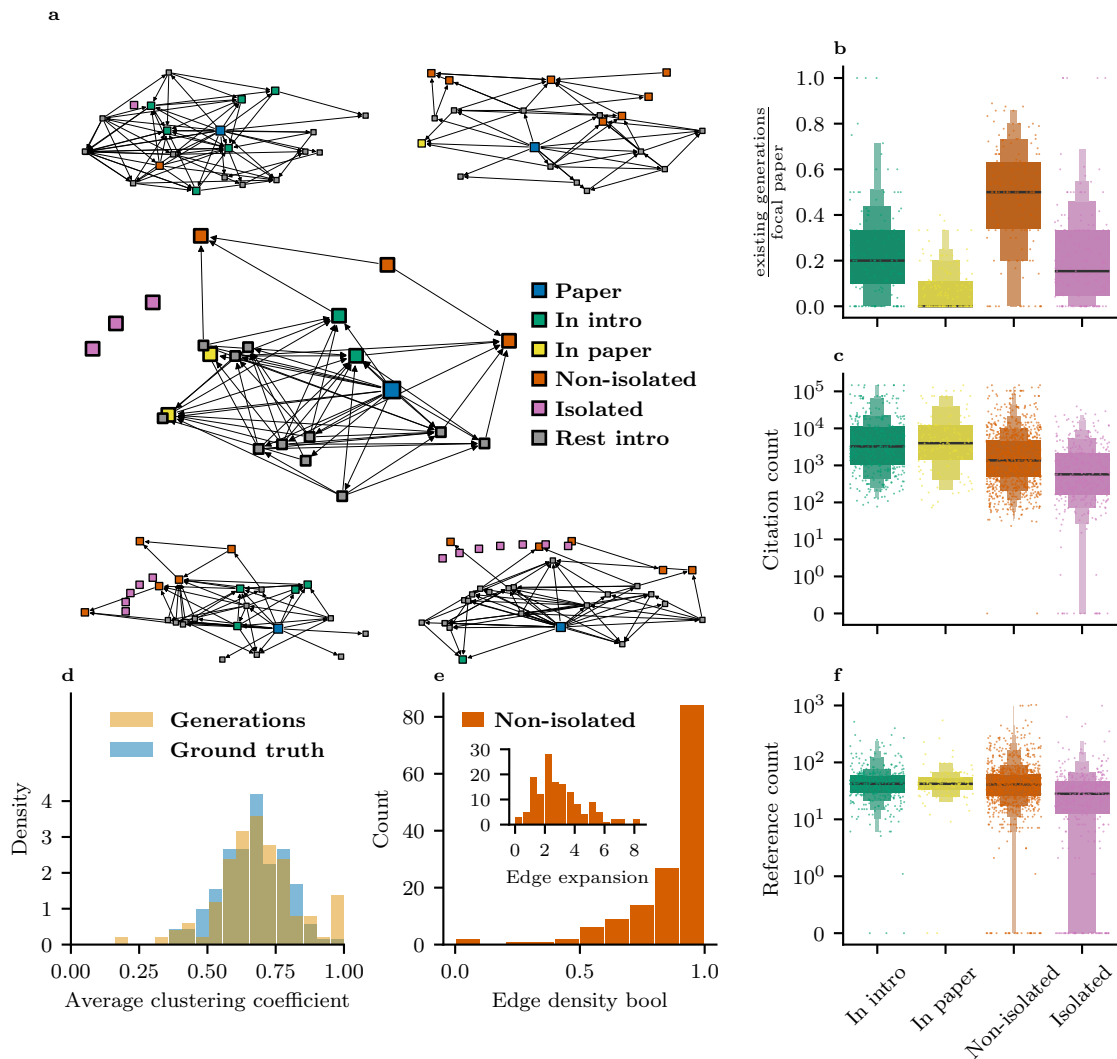 a
Paper
In intro
In paper
Non-isolated
Isolated
Rest intro
b
existing generations
focal paper
1.0
0.8
0.6
0.4
0.2
0.0
c
Citation count
10^5
10^4
10^3
10^2
10^1
10^0
0
d
Generations
Ground truth
Density
4
3
2
1
0
0.00 0.25 0.50 0.75 1.00
Average clustering coefficient
e
Non-isolated
Count
80
60
40
20
0
30
20
10
0
0 2 4 6 8
Edge expansion
0.0 0.5 1.0
Edge density bool
f
Reference count
10^3
10^2
10^1
10^0
0
In intro
In paper
Non-isolated
Isolated